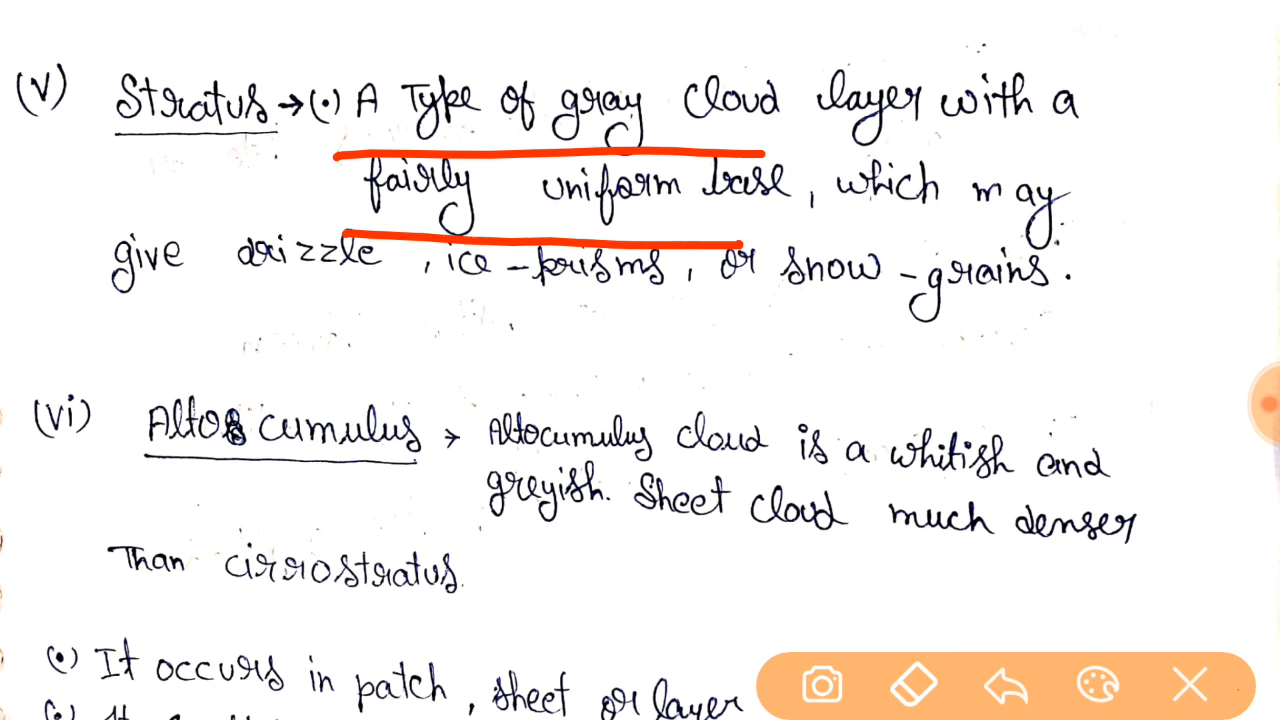 (v) Stratus → (•) A Type of gray cloud layer with a
fairly uniform base, which may
give drizzle, ice-prisms, or snow-grains.
(vi) Alto cumulus > Altocumulus cloud is a whitish and
greyish. Sheet cloud much denser
Than cirrostratus.
(•) It occurs in patch, sheet or layer